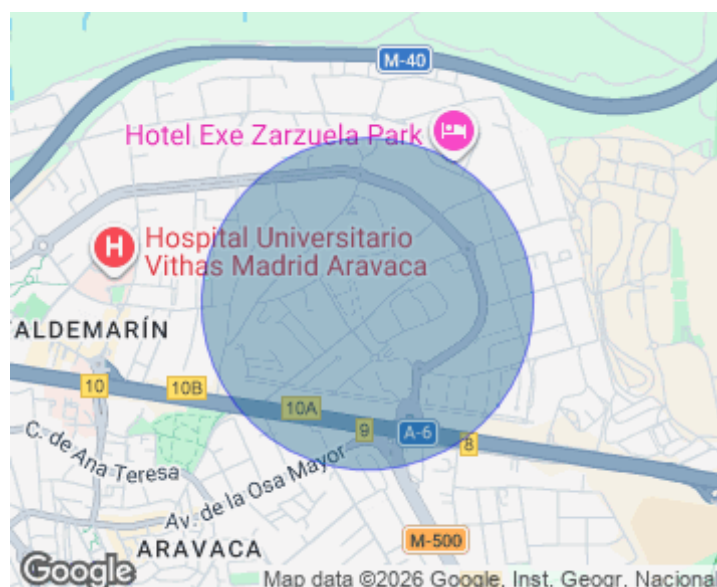 M-40
Hotel Exe Zarzuela Park
H
Hospital Universitario
Vithas Madrid Aravaca
ALDEMARÍN
10
10B
10A
9
A-6
8
C. de Ana Teresa
Av. de la Osa Mayor
ARAVACA
M-500
Google
Map data ©2026 Google, Inst. Geogr. Nacional